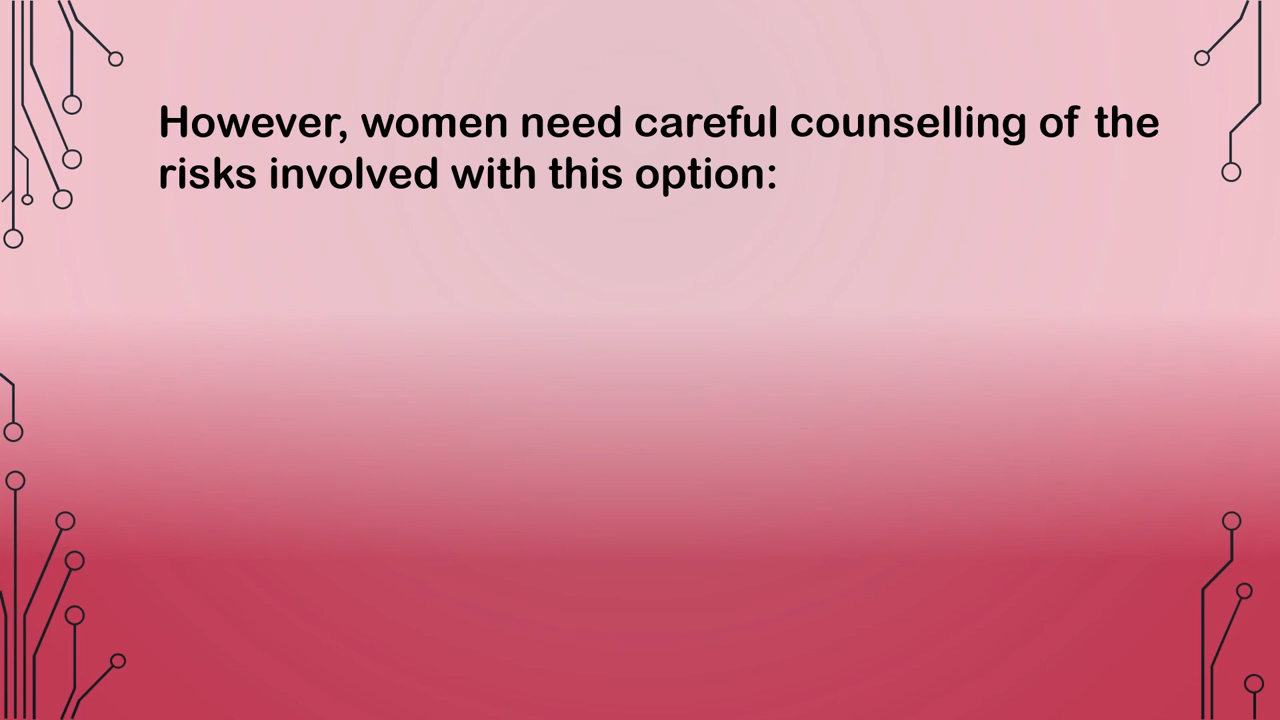 However, women need careful counselling of the
risks involved with this option: